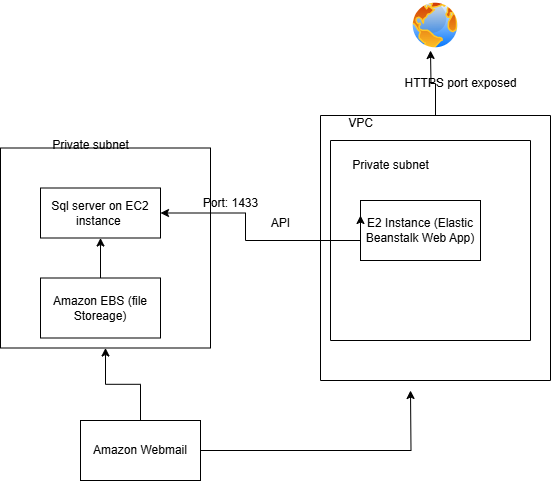 HTTPS port exposed
VPC
Private subnet
Private subnet
Sql server on EC2
instance
Port: 1433
API
E2 Instance (Elastic
Beanstalk Web App)
Amazon EBS (file
Storeage)
Amazon Webmail